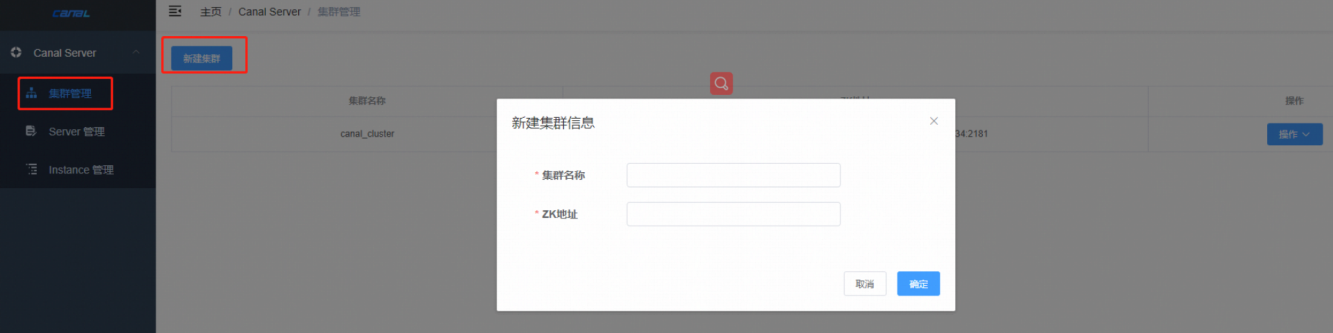 canal
主页 / Canal Server / 集群管理
Canal Server
集群管理
Server 管理
Instance 管理
新建集群
集群名称
操作
canal_cluster
34:2181
操作
新建集群信息
* 集群名称
* ZK地址
取消
确定